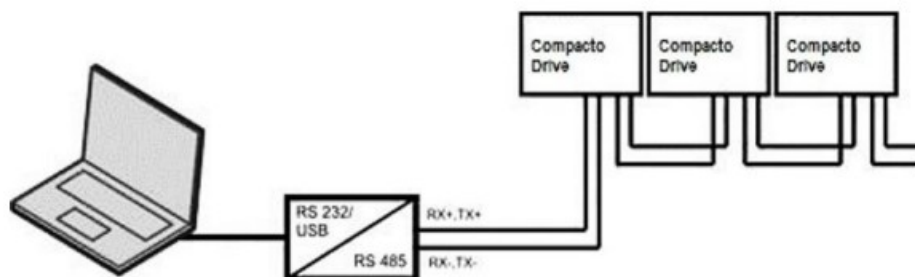 Compacto
Drive
Compacto
Drive
Compacto
Drive
RS 232/
USB
RS 485
RX+,TX+
RX-,TX-